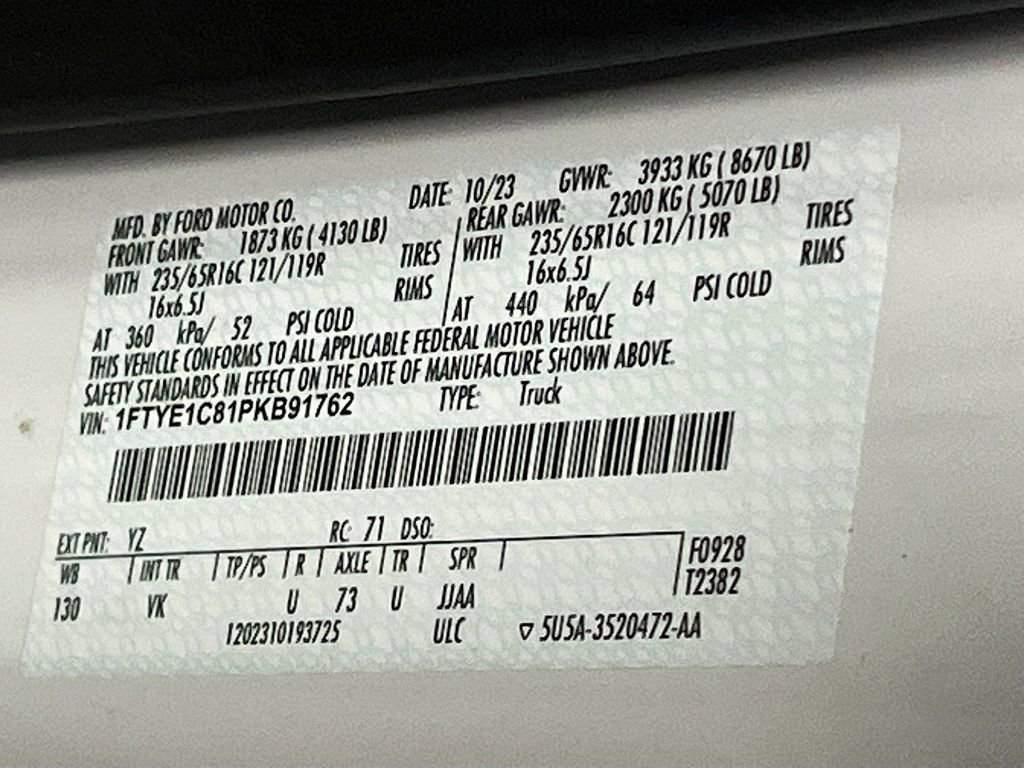 MFD. BY FORD MOTOR CO. DATE: 10/23 GVWR: 3933 KG ( 8670 LB)
FRONT GAWR: 1873 KG ( 4130 LB) REAR GAWR: 2300 KG ( 5070 LB)
WITH 235/65R16C 121/119R TIRES WITH 235/65R16C 121/119R TIRES
16x6.5J RIMS 16x6.5J RIMS
AT 360 kPa/ 52 PSI COLD AT 440 kPa/ 64 PSI COLD
THIS VEHICLE CONFORMS TO ALL APPLICABLE FEDERAL MOTOR VEHICLE
SAFETY STANDARDS IN EFFECT ON THE DATE OF MANUFACTURE SHOWN ABOVE.
VIN: 1FTYE1C81PKB91762 TYPE: Truck
EXT PNT: YZ RC: 71 DSO:
WB INT TR TP/PS R AXLE TR SPR F0928
130 VK U 73 U JJAA T2382
1202310193725 ULC ▽ 5U5A-3520472-AA